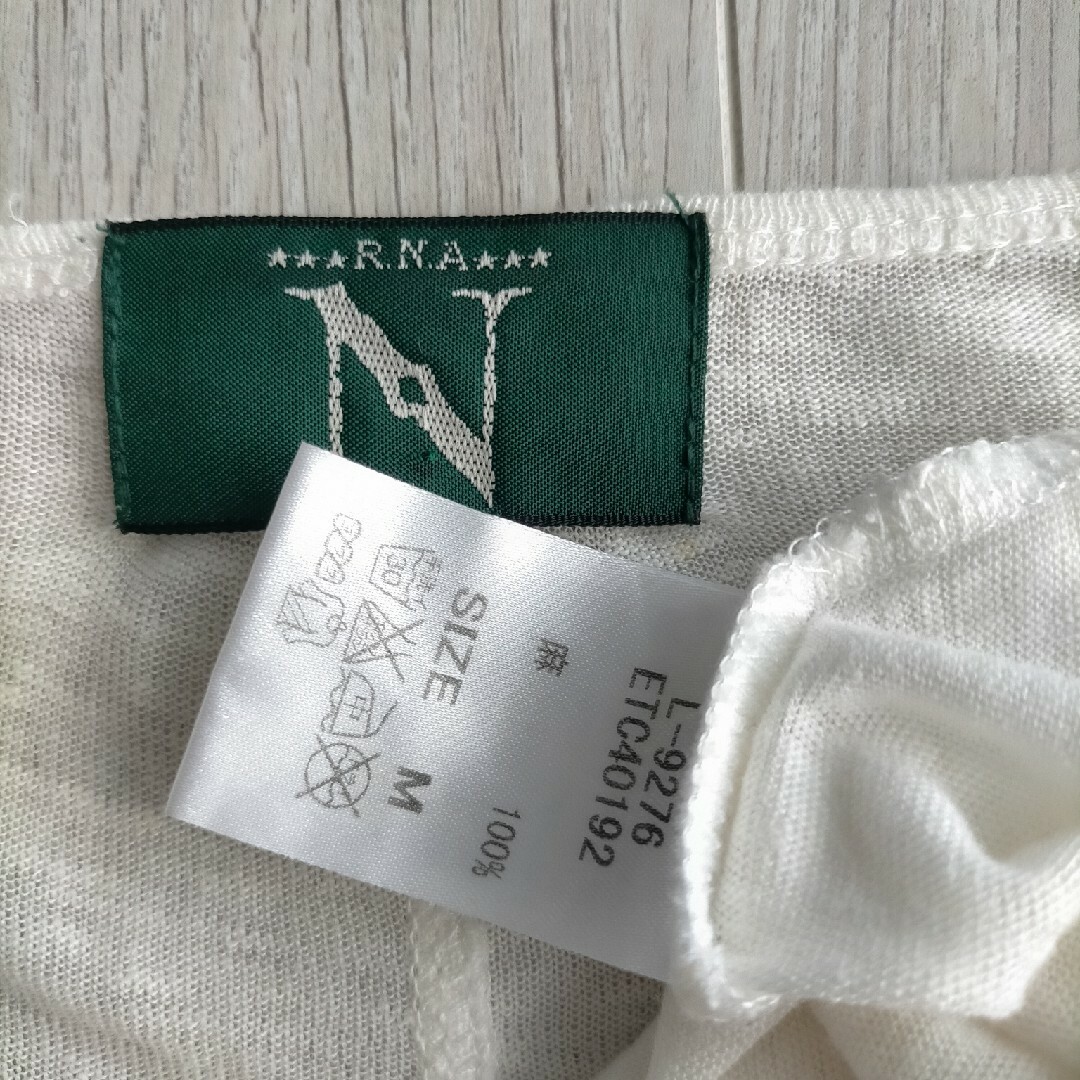 ★★★R.N.A★★★
N
L-9276
ETC40192
麻 100%
SIZE M